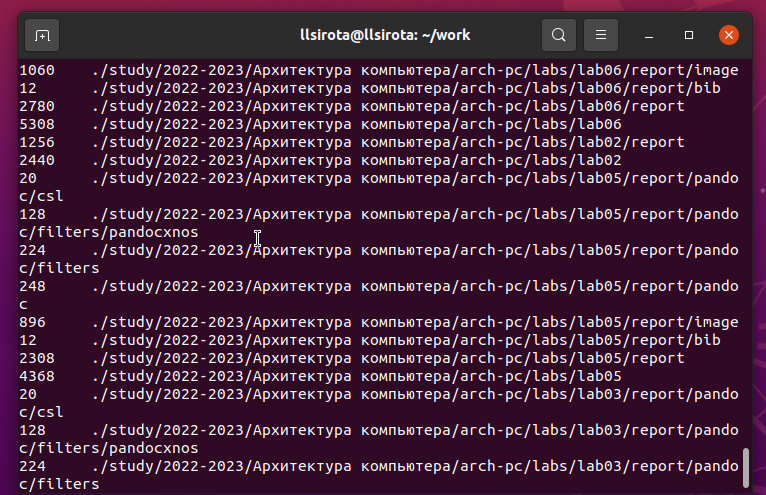 llsirota@llsirota: ~/work
1060    ./study/2022-2023/Архитектура компьютера/arch-pc/labs/lab06/report/image
12      ./study/2022-2023/Архитектура компьютера/arch-pc/labs/lab06/report/bib
2780    ./study/2022-2023/Архитектура компьютера/arch-pc/labs/lab06/report
5308    ./study/2022-2023/Архитектура компьютера/arch-pc/labs/lab06
1256    ./study/2022-2023/Архитектура компьютера/arch-pc/labs/lab02/report
2440    ./study/2022-2023/Архитектура компьютера/arch-pc/labs/lab02
20      ./study/2022-2023/Архитектура компьютера/arch-pc/labs/lab05/report/pando
c/csl
128     ./study/2022-2023/Архитектура компьютера/arch-pc/labs/lab05/report/pando
c/filters/pandocxnos
224     ./study/2022-2023/Архитектура компьютера/arch-pc/labs/lab05/report/pando
c/filters
248     ./study/2022-2023/Архитектура компьютера/arch-pc/labs/lab05/report/pando
c
896     ./study/2022-2023/Архитектура компьютера/arch-pc/labs/lab05/report/image
12      ./study/2022-2023/Архитектура компьютера/arch-pc/labs/lab05/report/bib
2308    ./study/2022-2023/Архитектура компьютера/arch-pc/labs/lab05/report
4368    ./study/2022-2023/Архитектура компьютера/arch-pc/labs/lab05
20      ./study/2022-2023/Архитектура компьютера/arch-pc/labs/lab03/report/pando
c/csl
128     ./study/2022-2023/Архитектура компьютера/arch-pc/labs/lab03/report/pando
c/filters/pandocxnos
224     ./study/2022-2023/Архитектура компьютера/arch-pc/labs/lab03/report/pando
c/filters